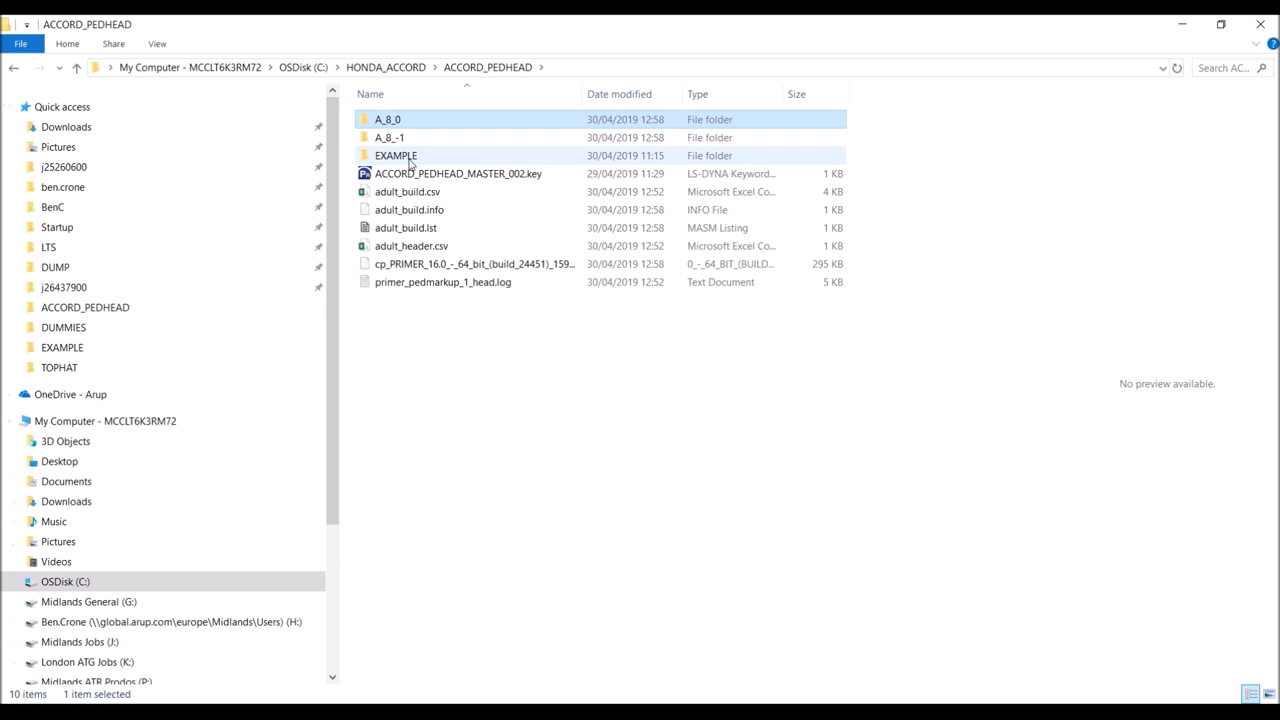 ACCORD_PEDHEAD
File Home Share View
My Computer - MCCLT6K3RM72 OSDisk (C:) HONDA_ACCORD ACCORD_PEDHEAD Search AC...
Name Date modified Type Size
Quick access
Downloads
Pictures
j25260600
ben.crone
BenC
Startup
LTS
DUMP
j26437900
ACCORD_PEDHEAD
DUMMIES
EXAMPLE
TOPHAT
OneDrive - Arup
My Computer - MCCLT6K3RM72
3D Objects
Desktop
Documents
Downloads
Music
Pictures
Videos
OSDisk (C:)
Midlands General (G:)
Ben.Crone (\\global.arup.com\europe\Midlands\Users) (H:)
Midlands Jobs (J:)
London ATG Jobs (K:)
Midlands ATR Prodos (P:)
A_8_0 30/04/2019 12:58 File folder
A_8_-1 30/04/2019 12:58 File folder
EXAMPLE 30/04/2019 11:15 File folder
ACCORD_PEDHEAD_MASTER_002.key 29/04/2019 11:29 LS-DYNA Keyword... 1 KB
adult_build.csv 30/04/2019 12:52 Microsoft Excel Co... 4 KB
adult_build.info 30/04/2019 12:58 INFO File 1 KB
adult_build.lst 30/04/2019 12:58 MASM Listing 1 KB
adult_header.csv 30/04/2019 12:52 Microsoft Excel Co... 1 KB
cp_PRIMER_16.0_-_64_bit_(build_24451)_159... 30/04/2019 12:58 0_-_64_BIT_(BUILD... 295 KB
primer_pedmarkup_1_head.log 30/04/2019 12:52 Text Document 5 KB
No preview available.
10 items 1 item selected